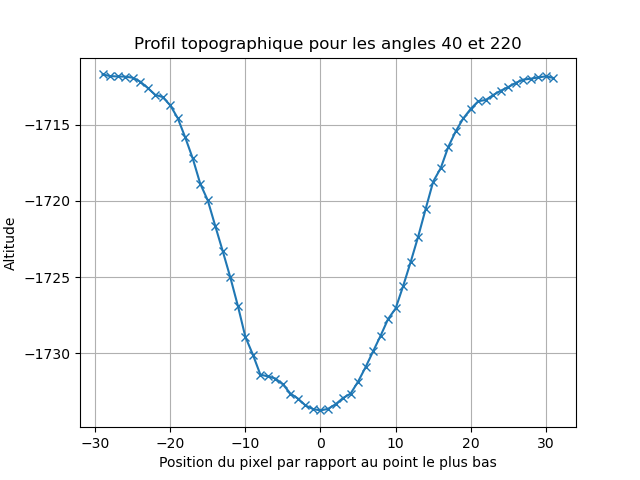 Profil topographique pour les angles 40 et 220
−1715
−1720
−1725
−1730
Altitude
−30 −20 −10 0 10 20 30
Position du pixel par rapport au point le plus bas